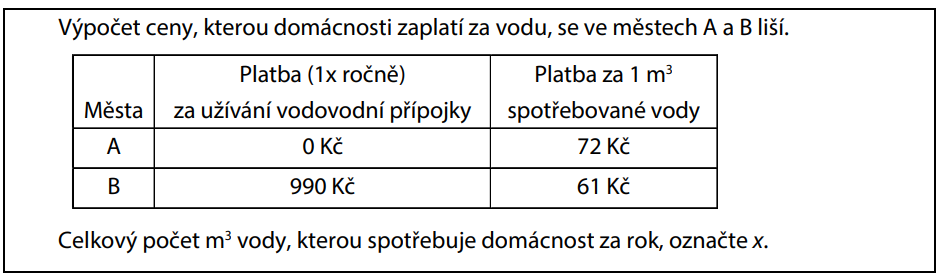 Výpočet ceny, kterou domácnosti zaplatí za vodu, se ve městech A a B liší.
Města Platba (1x ročně) za užívání vodovodní přípojky Platba za 1 m³ spotřebované vody
A 0 Kč 72 Kč
B 990 Kč 61 Kč
Celkový počet m³ vody, kterou spotřebuje domácnost za rok, označte x.